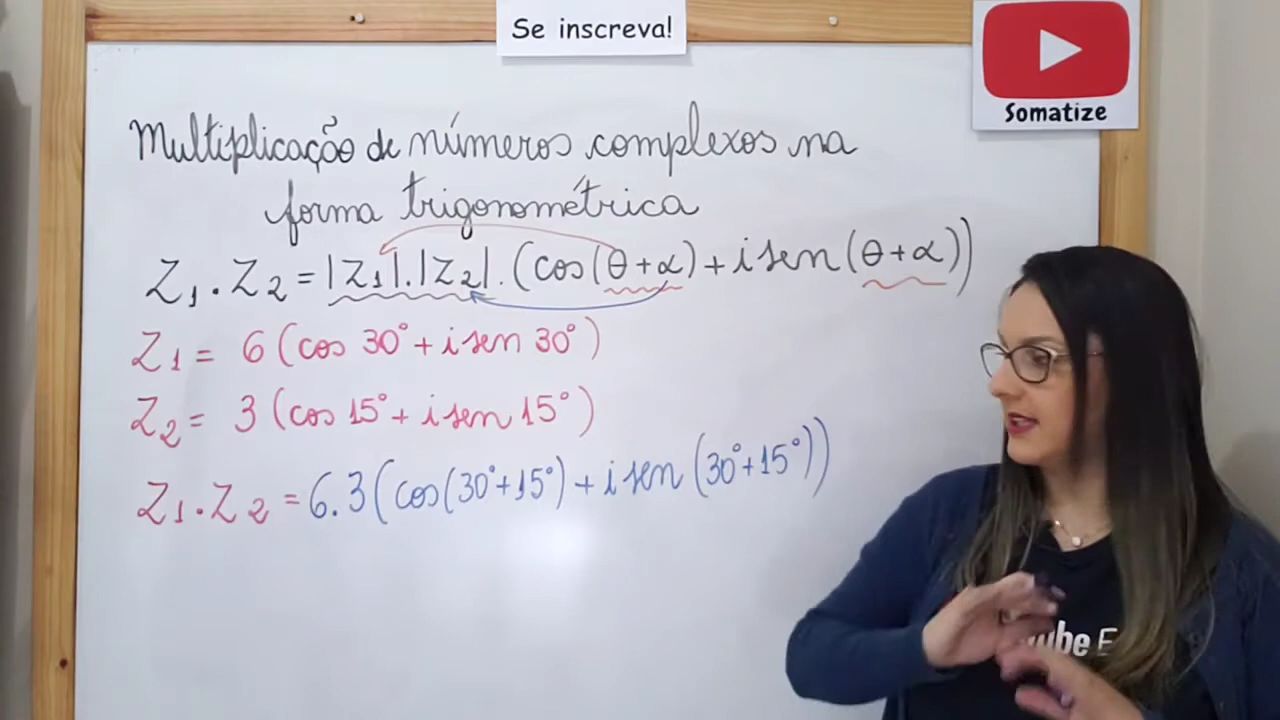 Se inscreva!
Somatize
Multiplicação de números complexos na
forma trigonométrica
Z₁ . Z₂ = |Z₁| . |Z₂| . (cos(θ+α) + i sen (θ+α))
Z₁ = 6 (cos 30° + i sen 30°)
Z₂ = 3 (cos 15° + i sen 15°)
Z₁ . Z₂ = 6.3 (cos(30°+15°) + i sen (30°+15°))